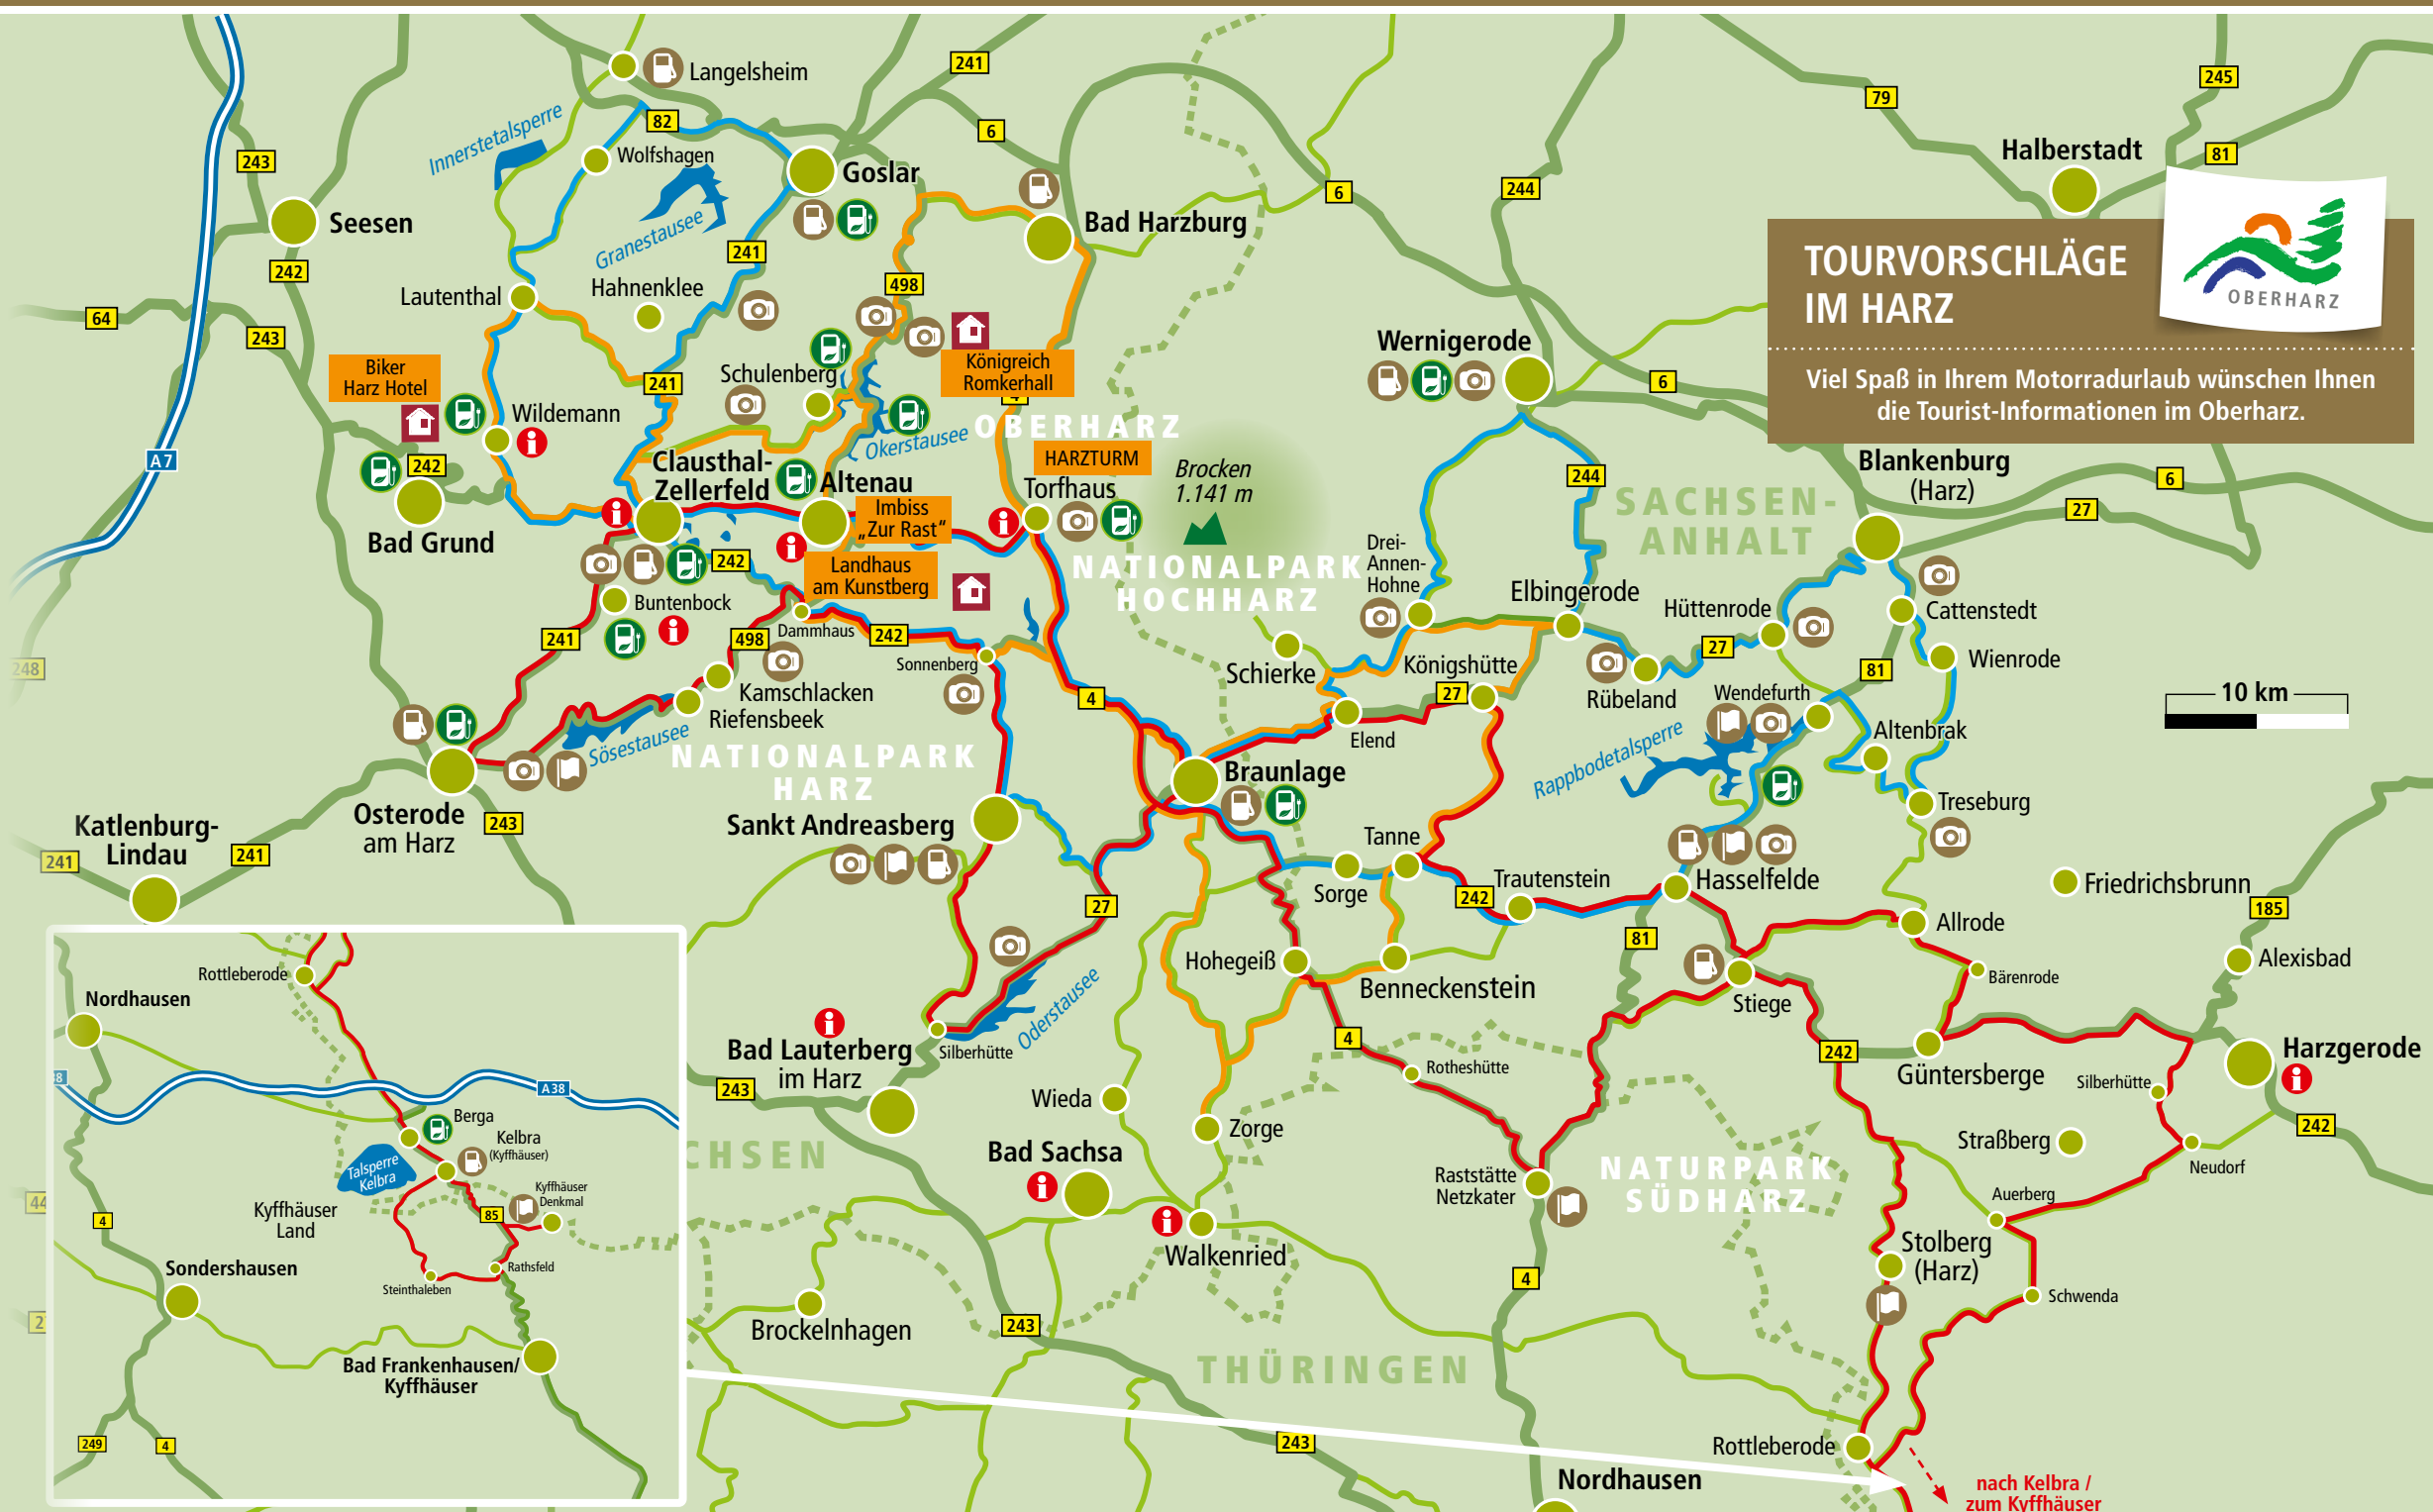 Langelsheim
241
245
79
82
6
Innerstetalsperre
Wolfshagen
243
Halberstadt
81
Goslar
6
244
Seesen
Granestausee
Bad Harzburg
241
242
TOURVORSCHLÄGE
IM HARZ
OBERHARZ
Viel Spaß in Ihrem Motorradurlaub wünschen Ihnen
die Tourist-Informationen im Oberharz.
Lautenthal
Hahnenklee
498
64
243
Wernigerode
6
Biker
Harz Hotel
Schulenberg
241
Königreich
Romkerhall
4
Wildemann
OBERHARZ
Okerstausee
A 7
242
Clausthal-
Zellerfeld
Altenau
HARZTURM
Torfhaus
Brocken
1.141 m
244
Blankenburg
(Harz)
6
27
SACHSEN-
ANHALT
Bad Grund
Imbiss
„Zur Rast“
Landhaus
am Kunstberg
242
NATIONALPARK
HOCHHARZ
Drei-
Annen-
Hohne
Elbingerode
Hüttenrode
Cattenstedt
Buntenbock
241
498
Dammhaus
242
Sonnenberg
Schierke
Königshütte
27
27
81
Wienrode
248
Kamschlacken
Riefensbeek
4
Rübeland
Wendefurth
10 km
Sösestausee
Elend
Altenbrak
Rappbodetalsperre
NATIONALPARK
HARZ
Braunlage
Treseburg
Osterode
am Harz
243
Katlenburg-
Lindau
241
241
Sankt Andreasberg
Tanne
Sorge
242
Trautenstein
Hasselfelde
Friedrichsbrunn
185
27
81
Allrode
Alexisbad
Hohegeiß
Benneckenstein
Bärenrode
Stiege
Oderstausee
Silberhütte
Bad Lauterberg
im Harz
243
4
Rotheshütte
242
Güntersberge
Harzgerode
Silberhütte
Wieda
Zorge
Straßberg
242
Neudorf
CHSEN
Bad Sachsa
Raststätte
Netzkater
NATURPARK
SÜDHARZ
Auerberg
Walkenried
Stolberg
(Harz)
4
Schwenda
Brockelnhagen
243
THÜRINGEN
243
Rottleberode
Nordhausen
nach Kelbra /
zum Kyffhäuser
Rottleberode
Nordhausen
8
A 38
Berga
Kelbra
(Kyffhäuser)
Talsperre
Kelbra
Kyffhäuser
Denkmal
44
4
Kyffhäuser
Land
85
Sondershausen
Rathsfeld
Steinthaleben
2
Bad Frankenhausen/
Kyffhäuser
249
4